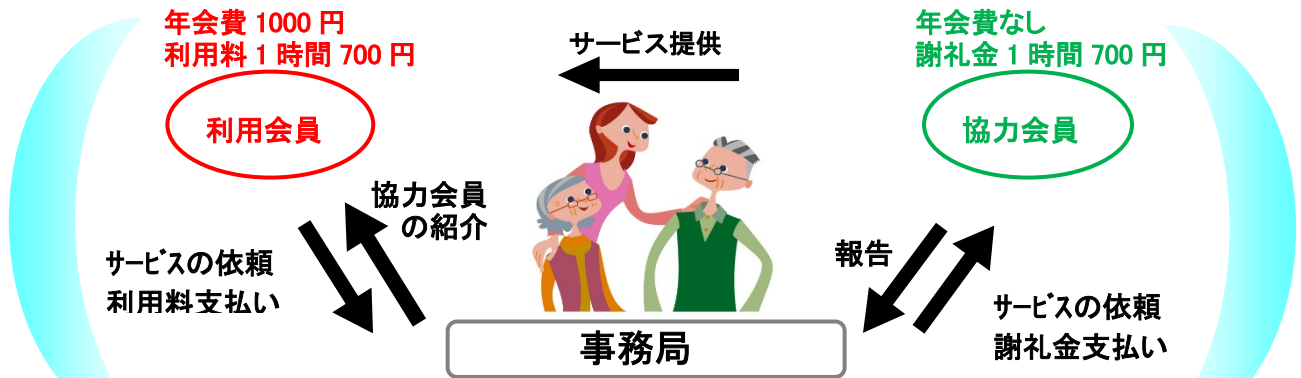 年会費 1000 円
利用料 1 時間 700 円
利用会員
サービス提供
年会費なし
謝礼金 1 時間 700 円
協力会員
協力会員
の紹介
ｻｰﾋﾞｽの依頼
利用料支払い
報告
ｻｰﾋﾞｽの依頼
謝礼金支払い
事務局